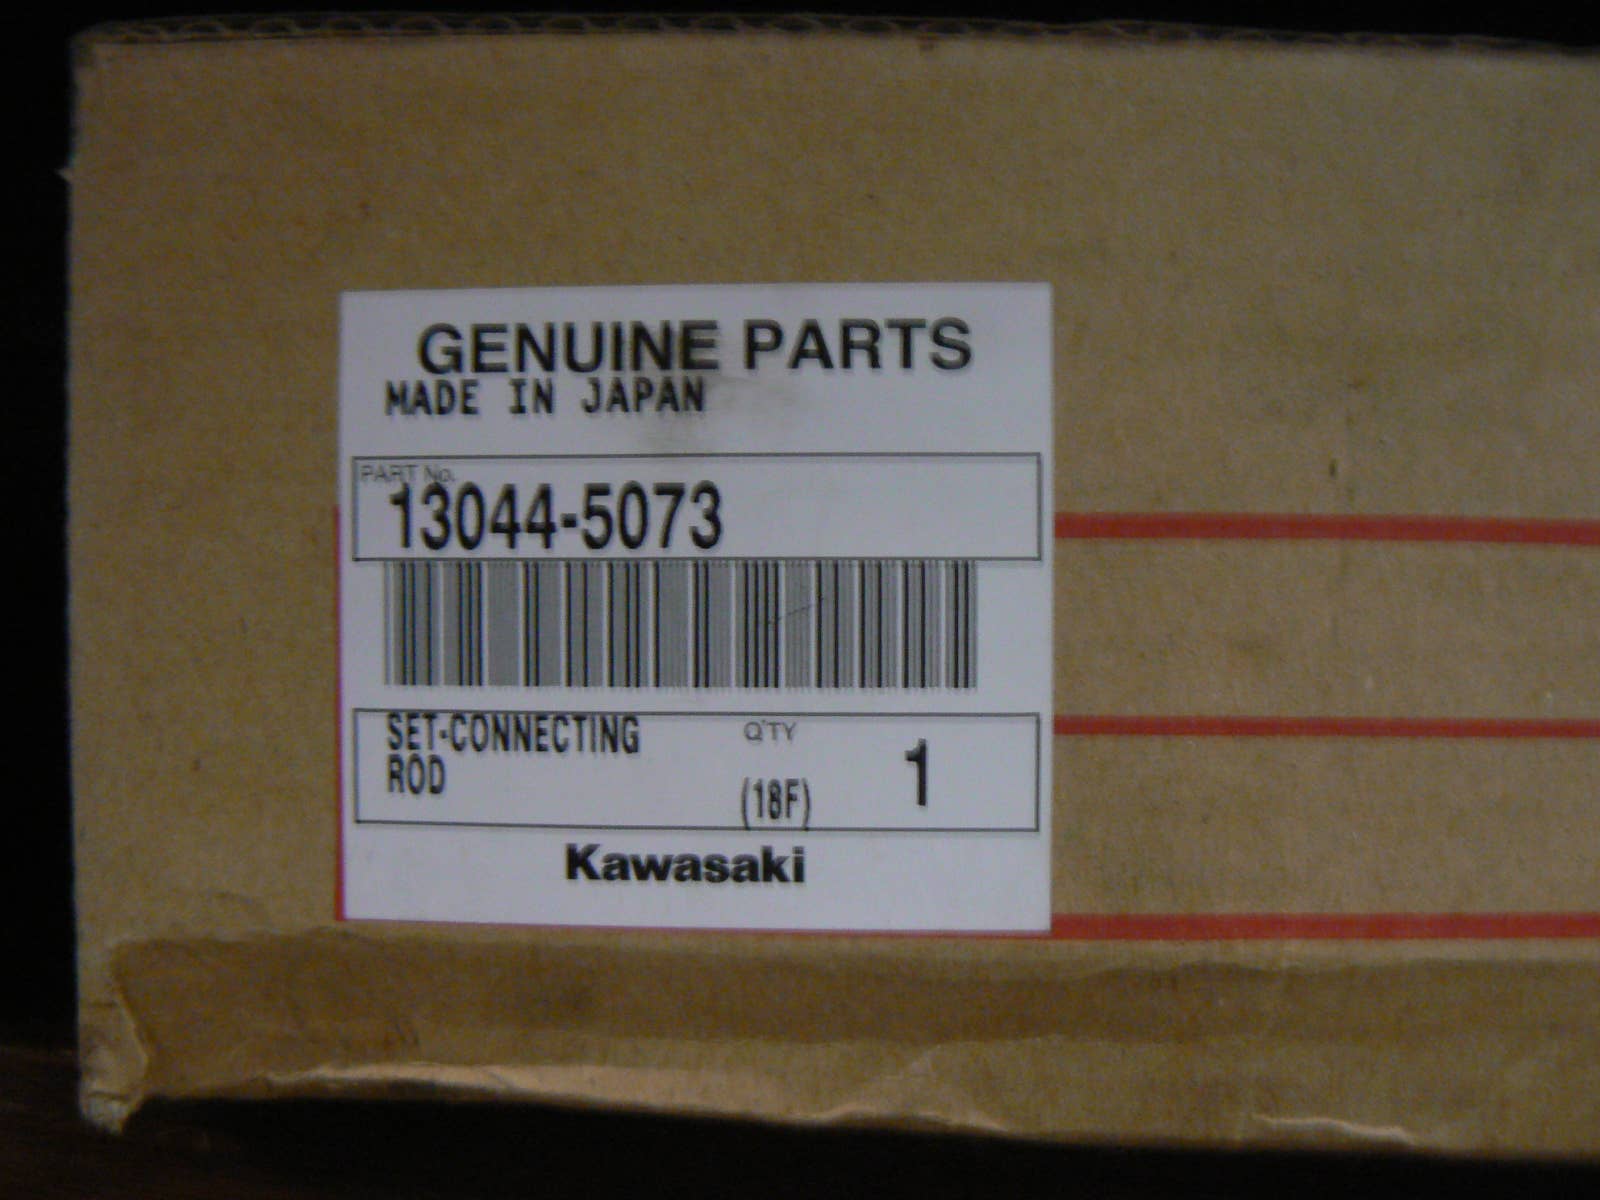 GENUINE PARTS
MADE IN JAPAN
PART No.
13044-5073
SET-CONNECTING
ROD
Q'TY
(18F)
1
Kawasaki